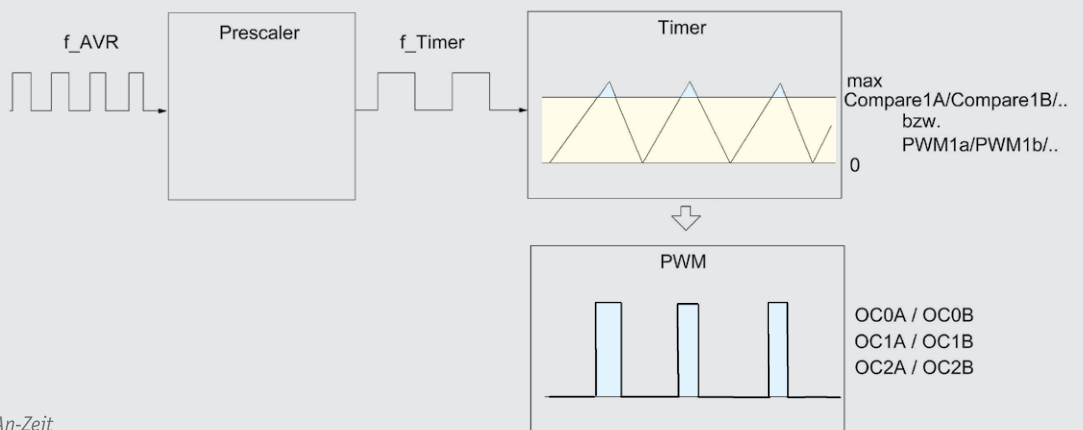 f_AVR
Prescaler
f_Timer
Timer
max
Compare1A/Compare1B/..
bzw.
PWM1a/PWM1b/..
0
PWM
OC0A / OC0B
OC1A / OC1B
OC2A / OC2B
An-Zeit